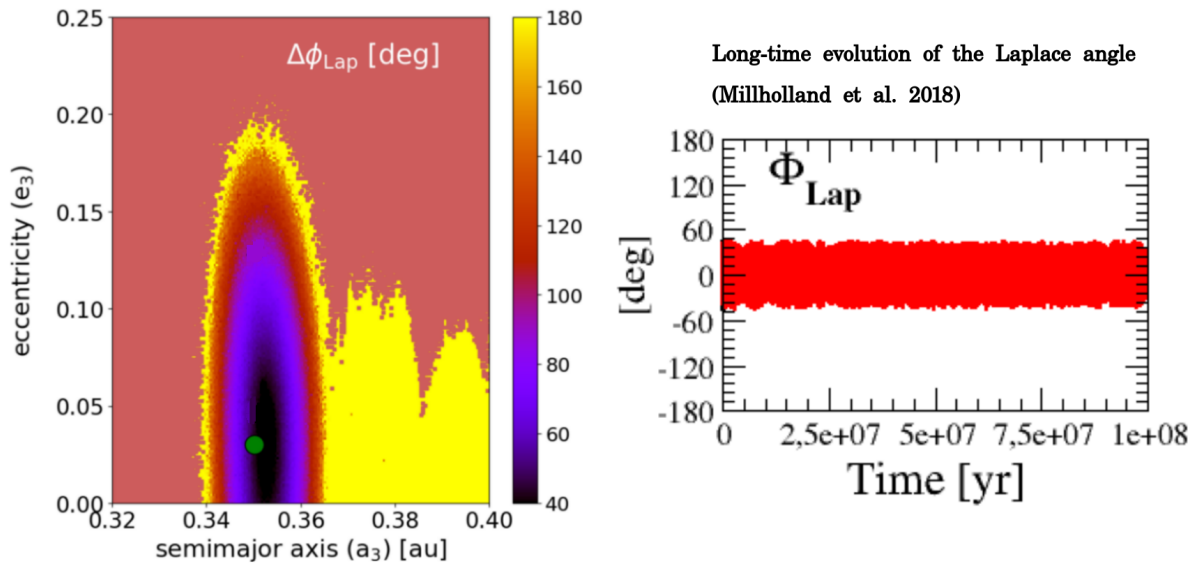 0.25
0.20
0.15
0.10
0.05
0.00
eccentricity (e₃)
0.32
0.34
0.36
0.38
0.40
semimajor axis (a₃) [au]
Δϕ_Lap [deg]
180
160
140
120
100
80
60
40
Long-time evolution of the Laplace angle
(Millholland et al. 2018)
180
120
60
0
-60
-120
-180
[deg]
Φ_Lap
0
2,5e+07
5e+07
7,5e+07
1e+08
Time [yr]